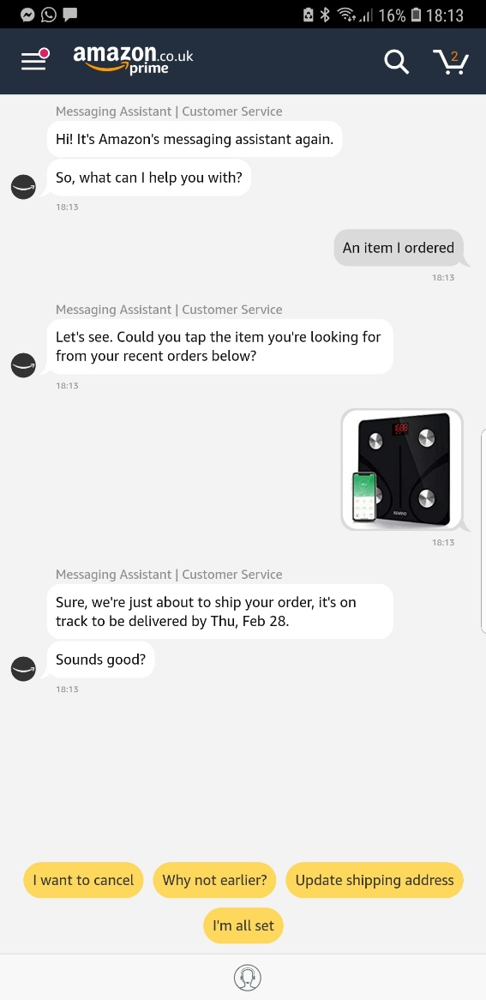 16% 18:13
amazon.co.uk
prime
2
Messaging Assistant | Customer Service
Hi! It's Amazon's messaging assistant again.
So, what can I help you with?
18:13
An item I ordered
18:13
Messaging Assistant | Customer Service
Let's see. Could you tap the item you're looking for
from your recent orders below?
18:13
RENPHO
18:13
Messaging Assistant | Customer Service
Sure, we're just about to ship your order, it's on
track to be delivered by Thu, Feb 28.
Sounds good?
18:13
I want to cancel
Why not earlier?
Update shipping address
I'm all set